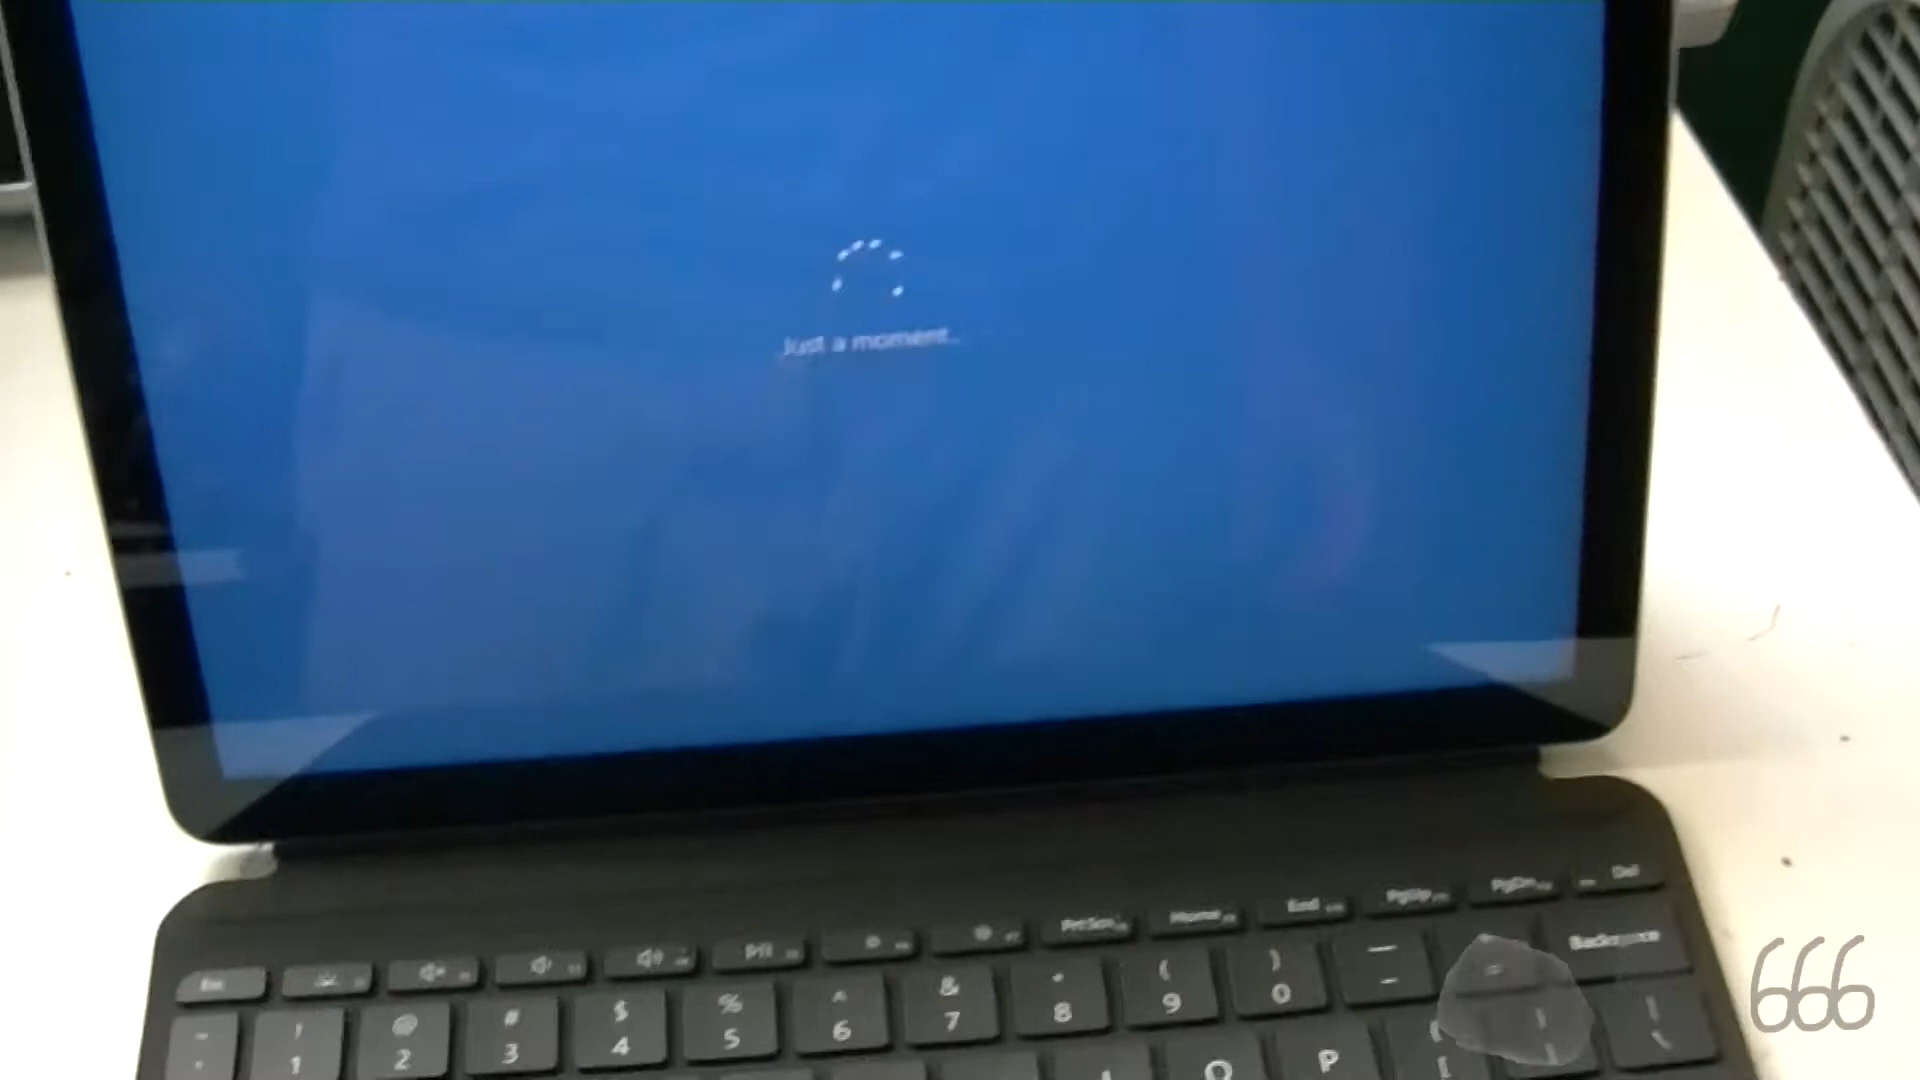 Just a moment...
Esc PrtScn Home End PgUp PgDn Del
~ ! @ # $ % ^ & * ( ) — Backspace
` 1 2 3 4 5 6 7 8 9 0 - =
O P
666